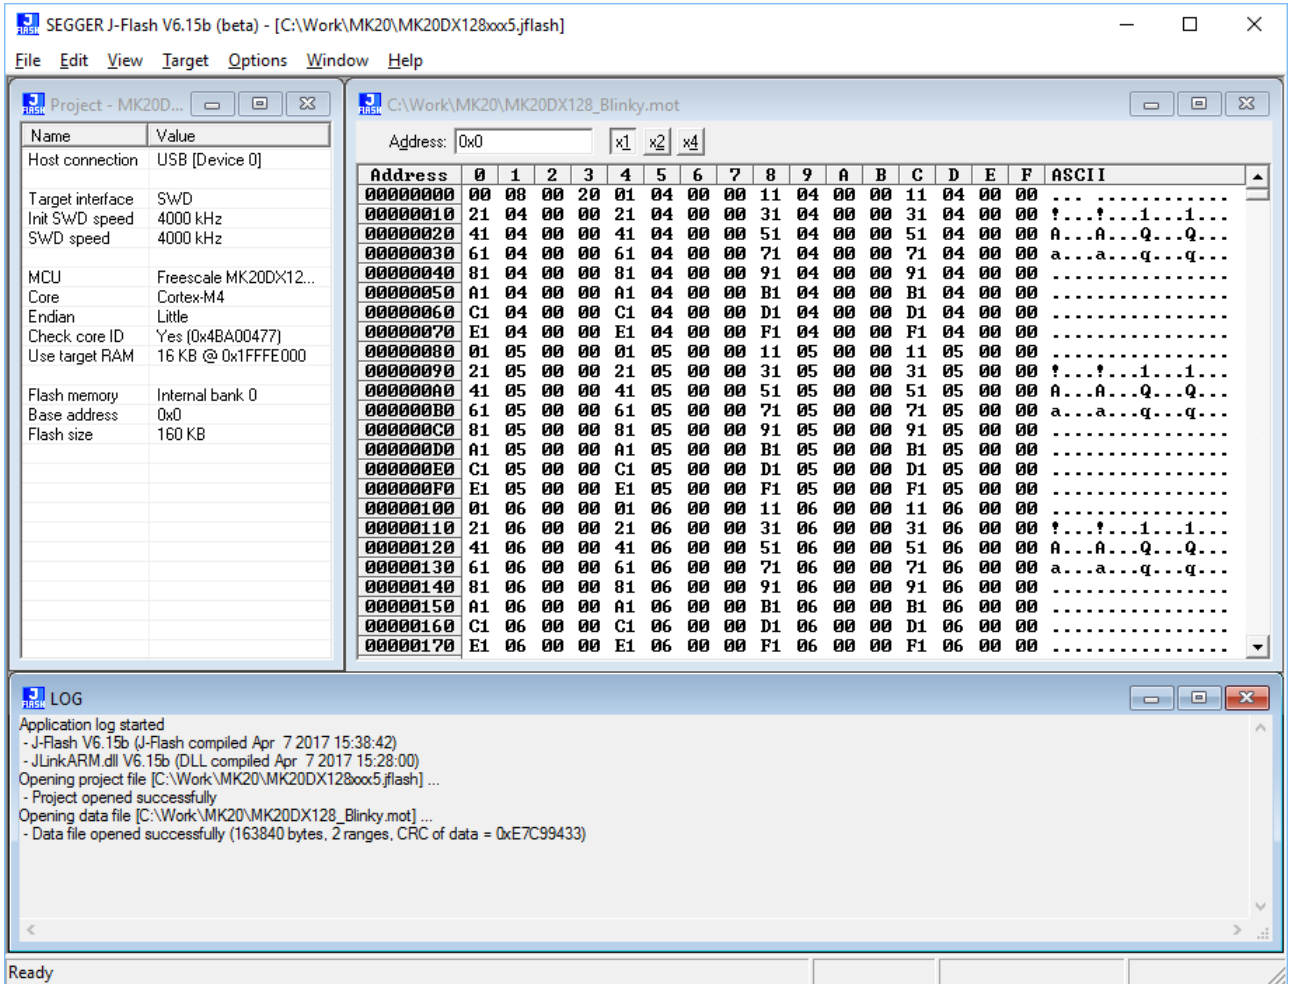 SEGGER J-Flash V6.15b (beta) - [C:\Work\MK20\MK20DX128xxx5.jflash]
File Edit View Target Options Window Help
Project - MK20D...
Name Value
Host connection USB [Device 0]
Target interface SWD
Init SWD speed 4000 kHz
SWD speed 4000 kHz
MCU Freescale MK20DX12...
Core Cortex-M4
Endian Little
Check core ID Yes (0x4BA00477)
Use target RAM 16 KB @ 0x1FFFE000
Flash memory Internal bank 0
Base address 0x0
Flash size 160 KB
C:\Work\MK20\MK20DX128_Blinky.mot
Address: 0x0 x1 x2 x4
Address 0 1 2 3 4 5 6 7 8 9 A B C D E F ASCII
00000000 00 08 00 20 01 04 00 00 11 04 00 00 11 04 00 00 ... ............
00000010 21 04 00 00 21 04 00 00 31 04 00 00 31 04 00 00 !...!...1...1...
00000020 41 04 00 00 41 04 00 00 51 04 00 00 51 04 00 00 A...A...Q...Q...
00000030 61 04 00 00 61 04 00 00 71 04 00 00 71 04 00 00 a...a...q...q...
00000040 81 04 00 00 81 04 00 00 91 04 00 00 91 04 00 00 ................
00000050 A1 04 00 00 A1 04 00 00 B1 04 00 00 B1 04 00 00 ................
00000060 C1 04 00 00 C1 04 00 00 D1 04 00 00 D1 04 00 00 ................
00000070 E1 04 00 00 E1 04 00 00 F1 04 00 00 F1 04 00 00 ................
00000080 01 05 00 00 01 05 00 00 11 05 00 00 11 05 00 00 ................
00000090 21 05 00 00 21 05 00 00 31 05 00 00 31 05 00 00 !...!...1...1...
000000A0 41 05 00 00 41 05 00 00 51 05 00 00 51 05 00 00 A...A...Q...Q...
000000B0 61 05 00 00 61 05 00 00 71 05 00 00 71 05 00 00 a...a...q...q...
000000C0 81 05 00 00 81 05 00 00 91 05 00 00 91 05 00 00 ................
000000D0 A1 05 00 00 A1 05 00 00 B1 05 00 00 B1 05 00 00 ................
000000E0 C1 05 00 00 C1 05 00 00 D1 05 00 00 D1 05 00 00 ................
000000F0 E1 05 00 00 E1 05 00 00 F1 05 00 00 F1 05 00 00 ................
00000100 01 06 00 00 01 06 00 00 11 06 00 00 11 06 00 00 ................
00000110 21 06 00 00 21 06 00 00 31 06 00 00 31 06 00 00 !...!...1...1...
00000120 41 06 00 00 41 06 00 00 51 06 00 00 51 06 00 00 A...A...Q...Q...
00000130 61 06 00 00 61 06 00 00 71 06 00 00 71 06 00 00 a...a...q...q...
00000140 81 06 00 00 81 06 00 00 91 06 00 00 91 06 00 00 ................
00000150 A1 06 00 00 A1 06 00 00 B1 06 00 00 B1 06 00 00 ................
00000160 C1 06 00 00 C1 06 00 00 D1 06 00 00 D1 06 00 00 ................
00000170 E1 06 00 00 E1 06 00 00 F1 06 00 00 F1 06 00 00 ................
LOG
Application log started
- J-Flash V6.15b (J-Flash compiled Apr 7 2017 15:38:42)
- JLinkARM.dll V6.15b (DLL compiled Apr 7 2017 15:28:00)
Opening project file [C:\Work\MK20\MK20DX128xxx5.jflash] ...
- Project opened successfully
Opening data file [C:\Work\MK20\MK20DX128_Blinky.mot] ...
- Data file opened successfully (163840 bytes, 2 ranges, CRC of data = 0xE7C99433)
Ready